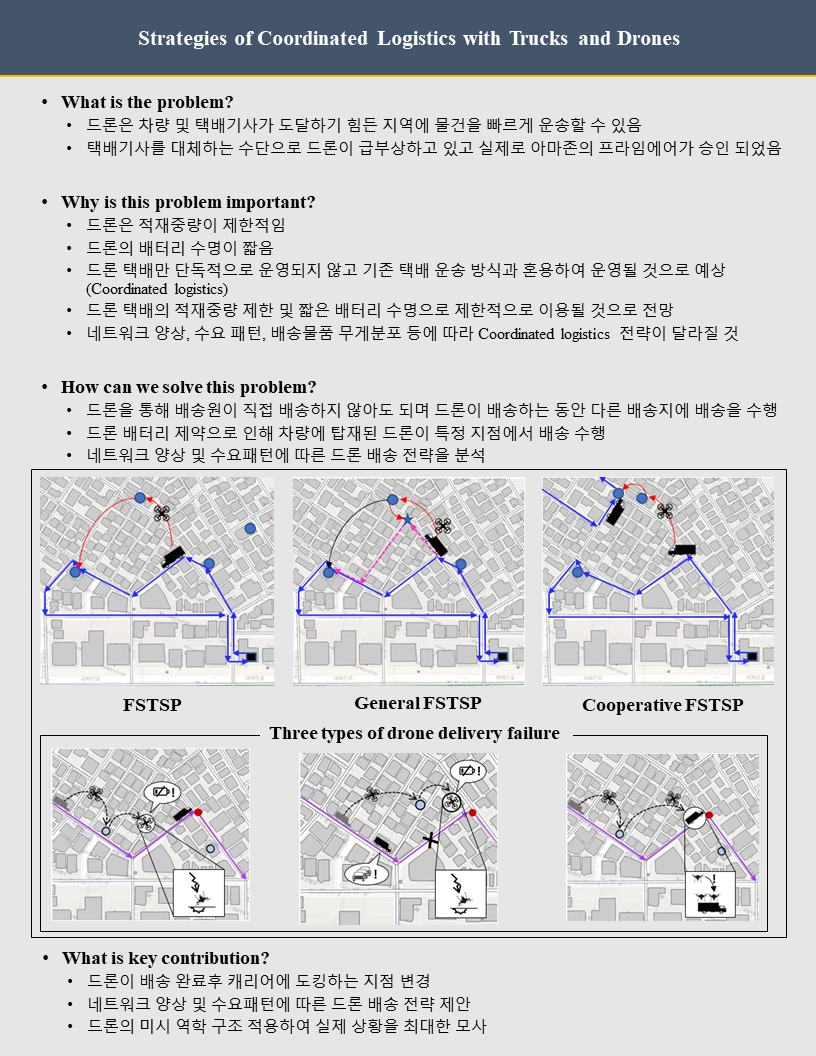 Strategies of Coordinated Logistics with Trucks and Drones
• What is the problem?
• 드론은 차량 및 택배기사가 도달하기 힘든 지역에 물건을 빠르게 운송할 수 있음
• 택배기사를 대체하는 수단으로 드론이 급부상하고 있고 실제로 아마존의 프라임에어가 승인 되었음
• Why is this problem important?
• 드론은 적재중량이 제한적임
• 드론의 배터리 수명이 짧음
• 드론 택배만 단독적으로 운영되지 않고 기존 택배 운송 방식과 혼용하여 운영될 것으로 예상
(Coordinated logistics)
• 드론 택배의 적재중량 제한 및 짧은 배터리 수명으로 제한적으로 이용될 것으로 전망
• 네트워크 양상, 수요 패턴, 배송물품 무게분포 등에 따라 Coordinated logistics 전략이 달라질 것
• How can we solve this problem?
• 드론을 통해 배송원이 직접 배송하지 않아도 되며 드론이 배송하는 동안 다른 배송지에 배송을 수행
• 드론 배터리 제약으로 인해 차량에 탑재된 드론이 특정 지점에서 배송 수행
• 네트워크 양상 및 수요패턴에 따른 드론 배송 전략을 분석
FSTSP
General FSTSP
Cooperative FSTSP
Three types of drone delivery failure
!
!
!
!
• What is key contribution?
• 드론이 배송 완료후 캐리어에 도킹하는 지점 변경
• 네트워크 양상 및 수요패턴에 따른 드론 배송 전략 제안
• 드론의 미시 역학 구조 적용하여 실제 상황을 최대한 모사